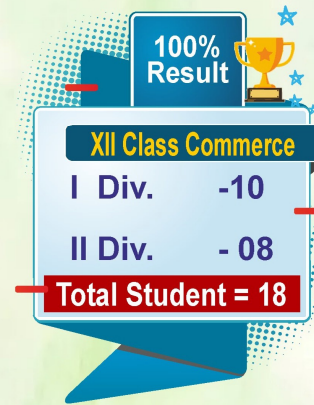 100%
Result
XII Class Commerce
I Div. -10
II Div. - 08
Total Student = 18